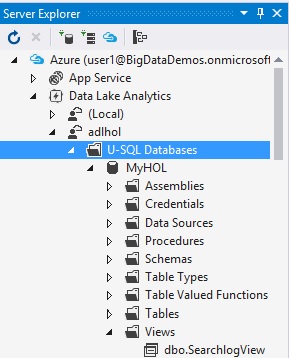 Server Explorer
Azure (user1@BigDataDemos.onmicrosoft
App Service
Data Lake Analytics
(Local)
adlhol
U-SQL Databases
MyHOL
Assemblies
Credentials
Data Sources
Procedures
Schemas
Table Types
Table Valued Functions
Tables
Views
dbo.SearchlogView